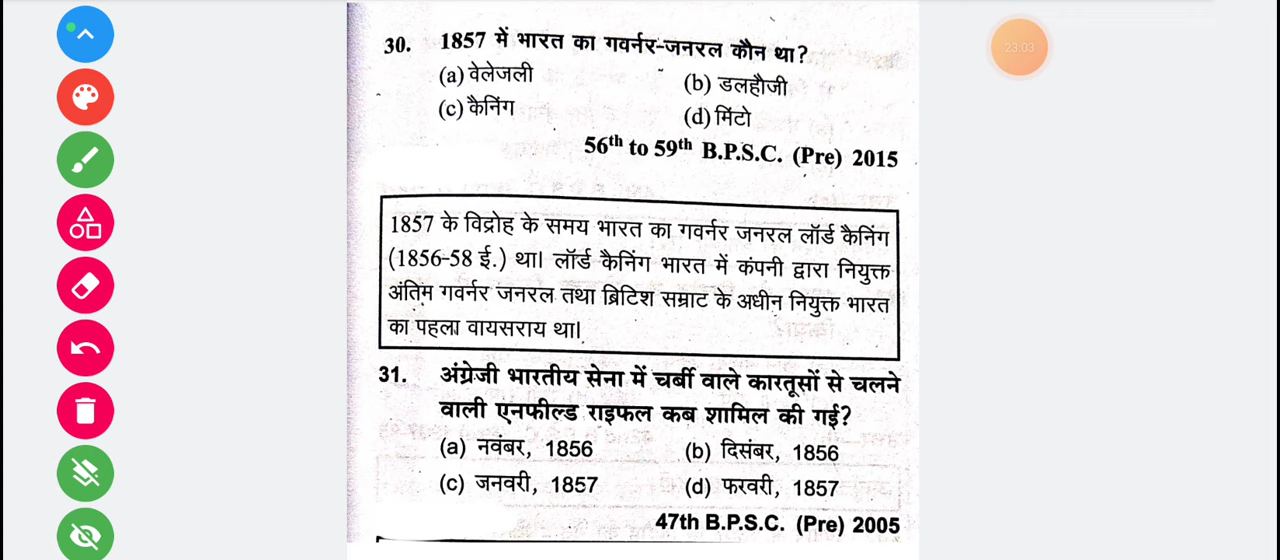 30. 1857 में भारत का गवर्नर-जनरल कौन था?
(a) वेलेजली (b) डलहौजी
(c) कैनिंग (d) मिंटो
56th to 59th B.P.S.C. (Pre) 2015
1857 के विद्रोह के समय भारत का गवर्नर जनरल लॉर्ड कैनिंग
(1856-58 ई.) था। लॉर्ड कैनिंग भारत में कंपनी द्वारा नियुक्त
अंतिम गवर्नर जनरल तथा ब्रिटिश सम्राट के अधीन नियुक्त भारत
का पहला वायसराय था।
31. अंग्रेजी भारतीय सेना में चर्बी वाले कारतूसों से चलने
वाली एनफील्ड राइफल कब शामिल की गई?
(a) नवंबर, 1856 (b) दिसंबर, 1856
(c) जनवरी, 1857 (d) फरवरी, 1857
47th B.P.S.C. (Pre) 2005
23:03